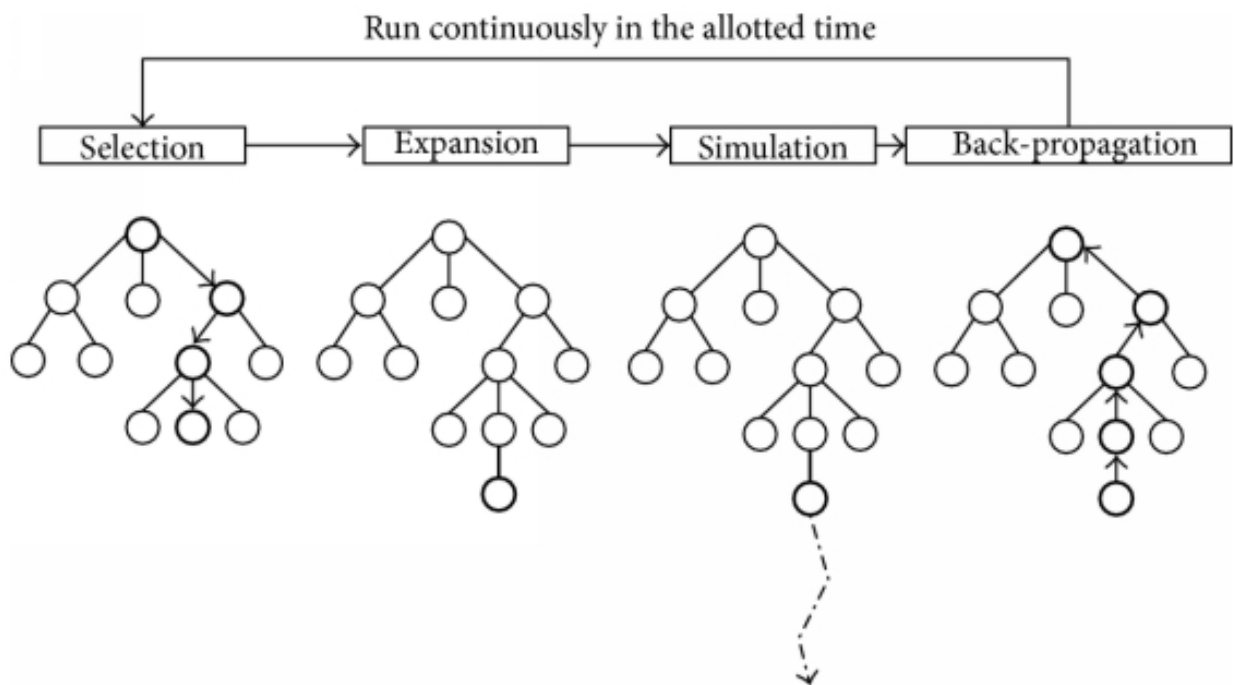 Run continuously in the allotted time
Selection
Expansion
Simulation
Back-propagation